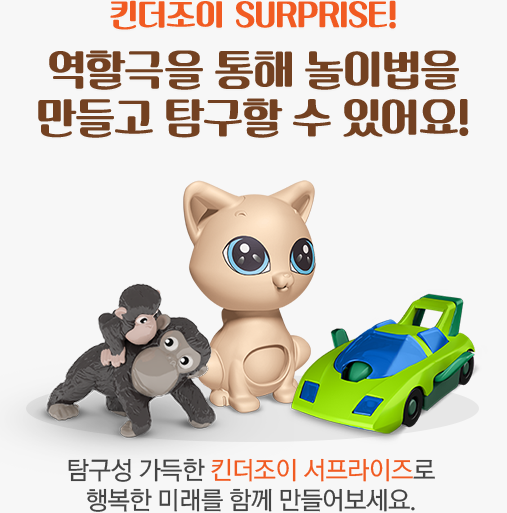 킨더조이 SURPRISE!
역할극을 통해 놀이법을
만들고 탐구할 수 있어요!
탐구성 가득한 킨더조이 서프라이즈로
행복한 미래를 함께 만들어보세요.